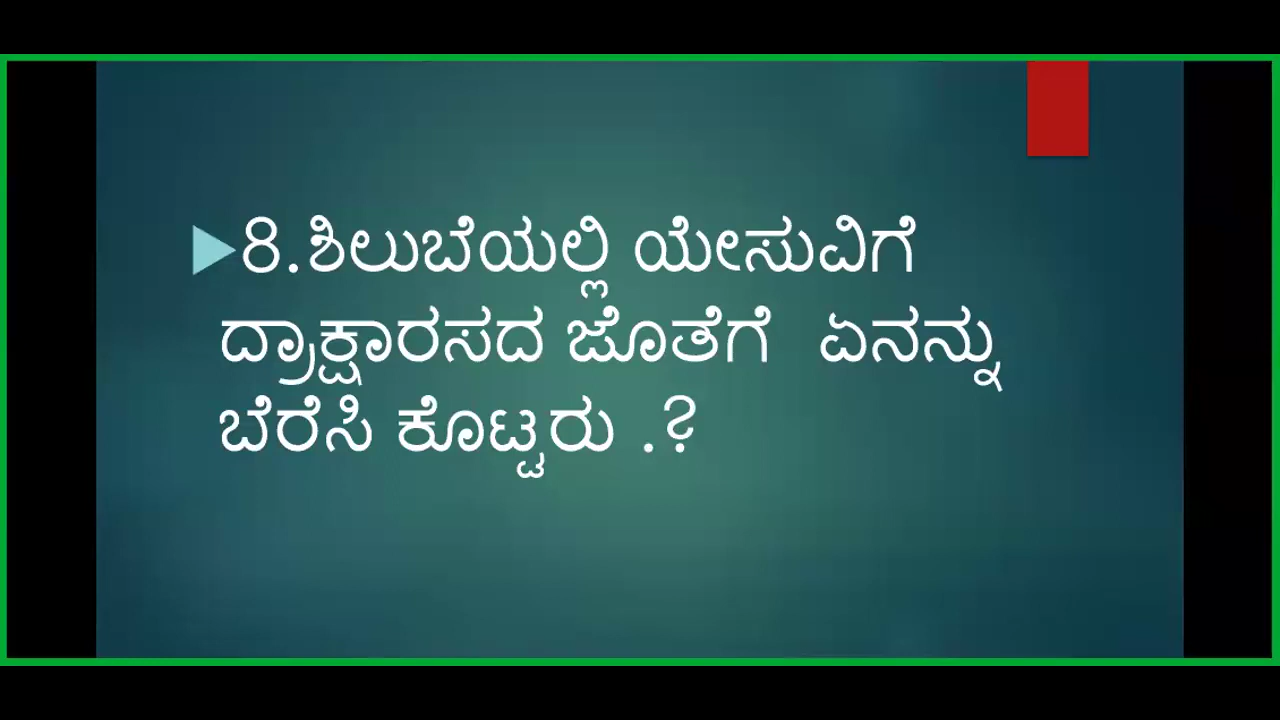 8.ಶಿಲುಬೆಯಲ್ಲಿ ಯೇಸುವಿಗೆ
ದ್ರಾಕ್ಷಾರಸದ ಜೊತೆಗೆ ಏನನ್ನು
ಬೆರೆಸಿ ಕೊಟ್ಟರು .?